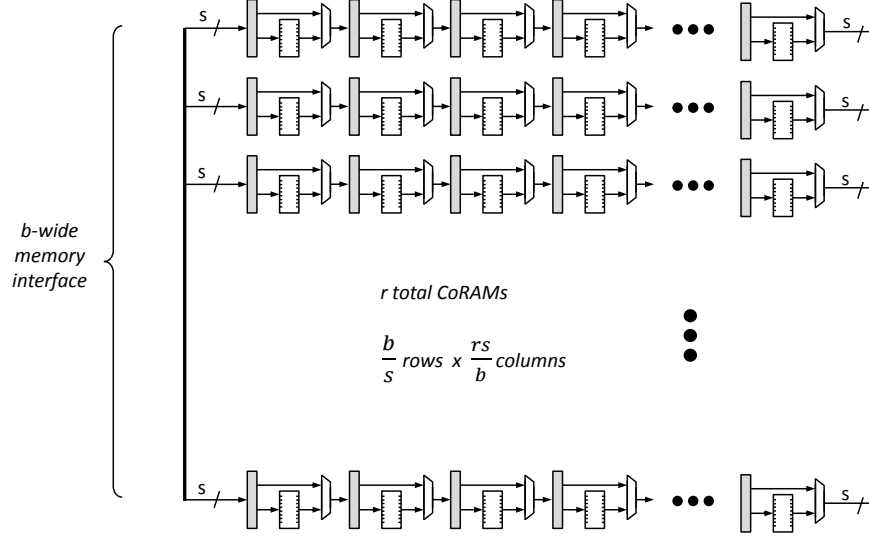 s s
s s
s s
b-wide
memory
interface
r total CoRAMs
b/s rows x rs/b columns
s s